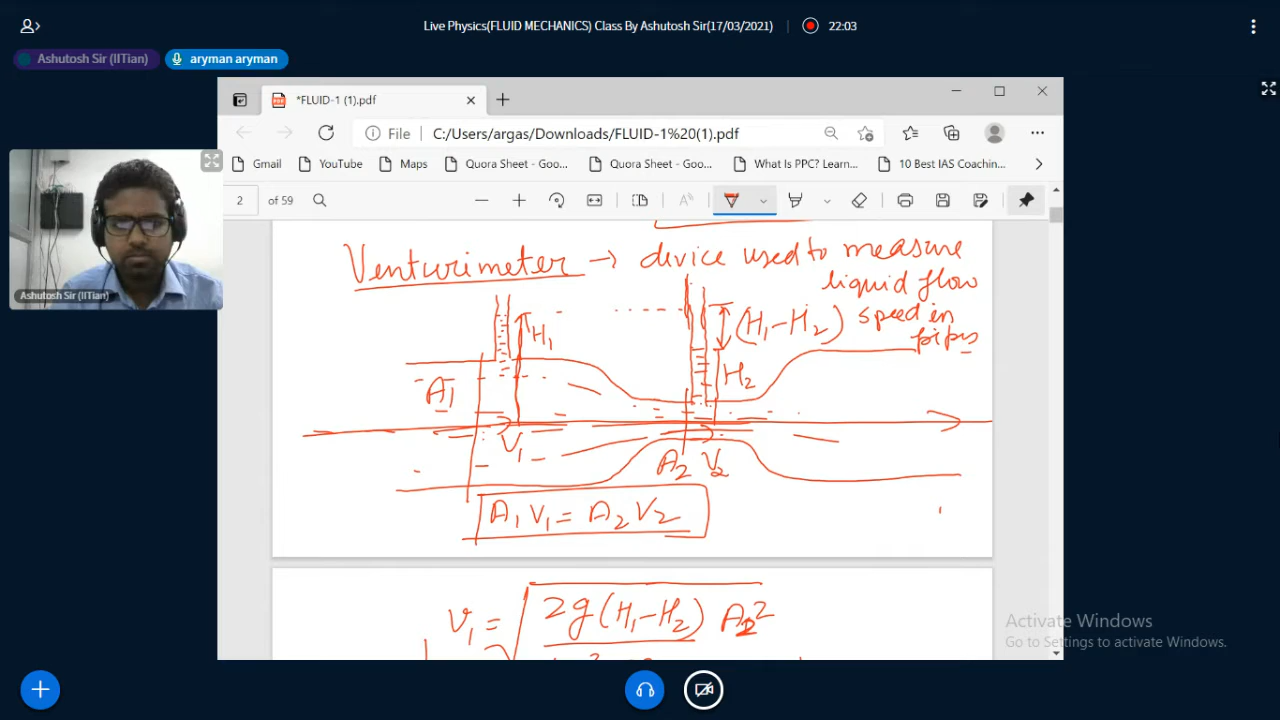 Live Physics(FLUID MECHANICS) Class By Ashutosh Sir(17/03/2021)
22:03
Ashutosh Sir (IITian)
aryman aryman
*FLUID-1 (1).pdf
File
C:/Users/argas/Downloads/FLUID-1%20(1).pdf
Gmail
YouTube
Maps
Quora Sheet - Goo...
Quora Sheet - Goo...
What Is PPC? Learn...
10 Best IAS Coachin...
2 of 59
Venturimeter → device used to measure
liquid flow
speed in
pipes
H₁
(H₁-H₂)
H₂
A₁
V₁
A₂ V₂
A₁ V₁ = A₂ V₂
V₁ = √ 2g(H₁-H₂) A₂²
Ashutosh Sir (IITian)
Activate Windows
Go to Settings to activate Windows.